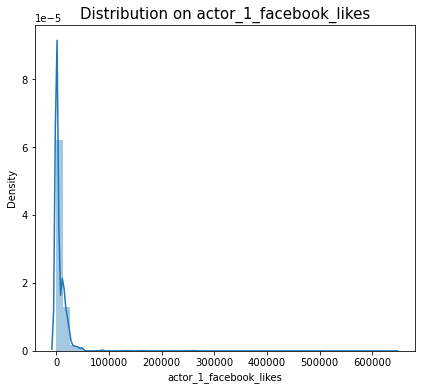 Distribution on actor_1_facebook_likes
1e−5
8
6
4
2
0
Density
0 100000 200000 300000 400000 500000 600000
actor_1_facebook_likes